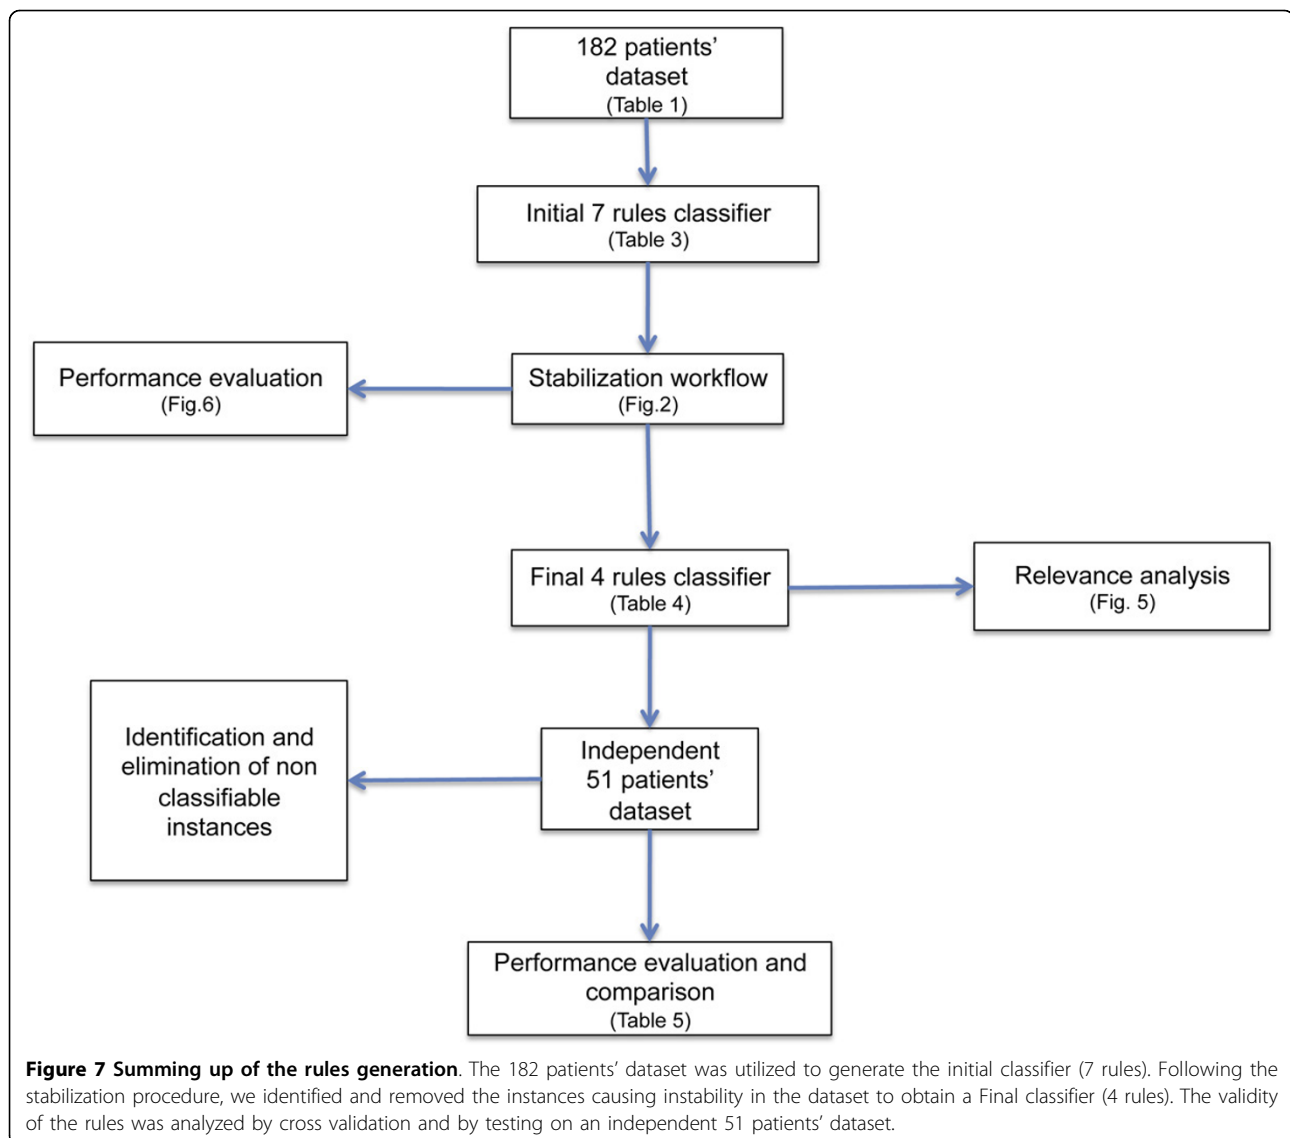 182 patients'
dataset
(Table 1)
Initial 7 rules classifier
(Table 3)
Performance evaluation
(Fig.6)
Stabilization workflow
(Fig.2)
Final 4 rules classifier
(Table 4)
Relevance analysis
(Fig. 5)
Identification and
elimination of non
classifiable
instances
Independent
51 patients'
dataset
Performance evaluation and
comparison
(Table 5)
Figure 7 Summing up of the rules generation. The 182 patients' dataset was utilized to generate the initial classifier (7 rules). Following the
stabilization procedure, we identified and removed the instances causing instability in the dataset to obtain a Final classifier (4 rules). The validity
of the rules was analyzed by cross validation and by testing on an independent 51 patients' dataset.